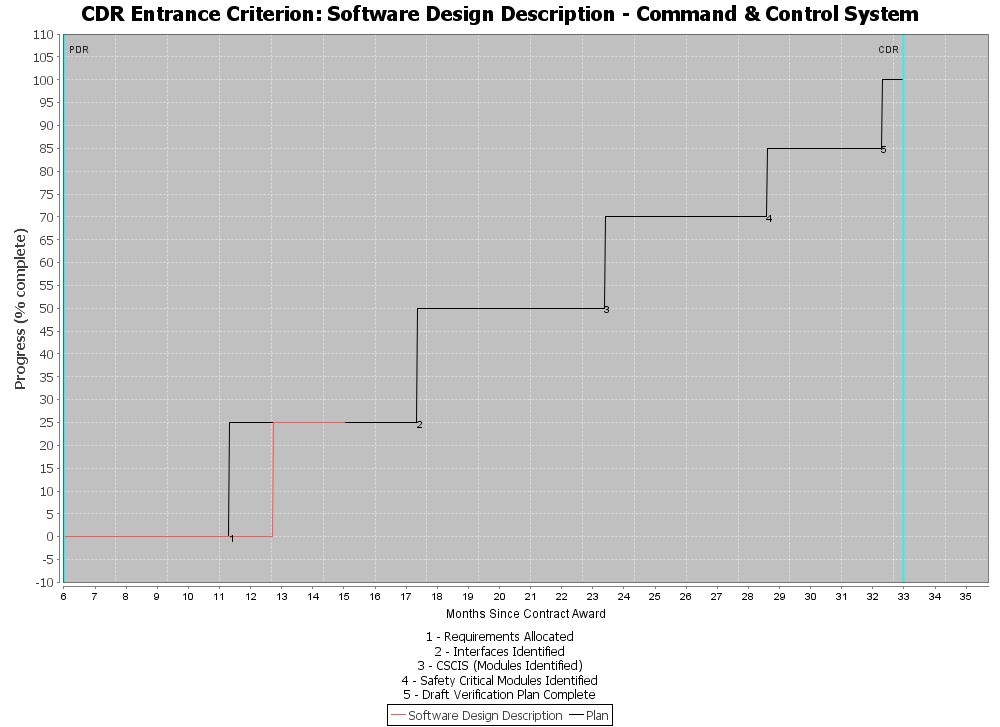 CDR Entrance Criterion: Software Design Description - Command & Control System
110
105
100
95
90
85
80
75
70
65
60
55
50
45
40
35
30
25
20
15
10
5
0
-5
-10
Progress (% complete)
PDR
CDR
1
2
3
4
5
6 7 8 9 10 11 12 13 14 15 16 17 18 19 20 21 22 23 24 25 26 27 28 29 30 31 32 33 34 35
Months Since Contract Award
1 - Requirements Allocated
2 - Interfaces Identified
3 - CSCIS (Modules Identified)
4 - Safety Critical Modules Identified
5 - Draft Verification Plan Complete
Software Design Description Plan